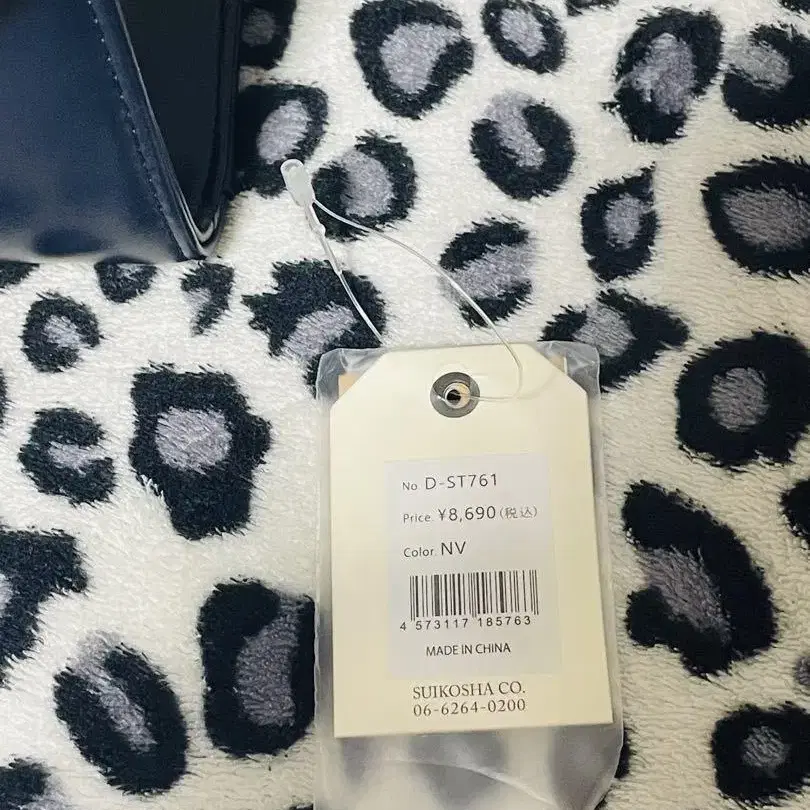 No. D-ST761
Price. ¥8,690(税込)
Color. NV
4 573117 185763
MADE IN CHINA
SUIKOSHA CO.
06-6264-0200